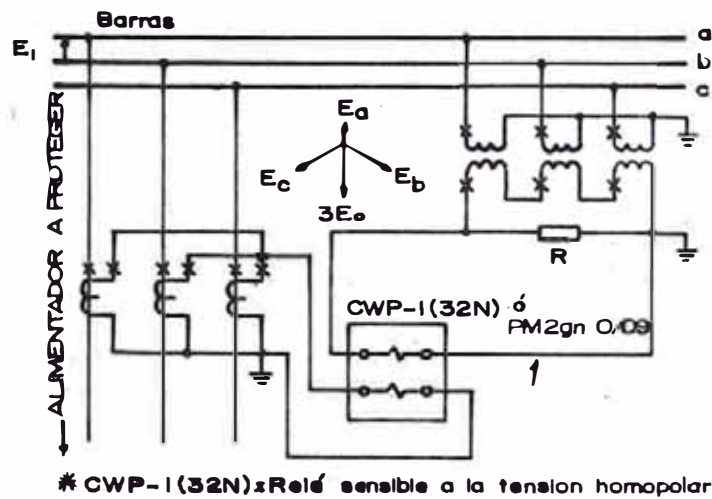 Barras
a
E₁
b
c
ALIMENTADOR A PROTEGER
Ea
Ec
Eb
3Eo
R
CWP-1(32N) ó
PM2gn 0/09
1
* CWP-1(32N)=Relé sensible a la tension homopolar